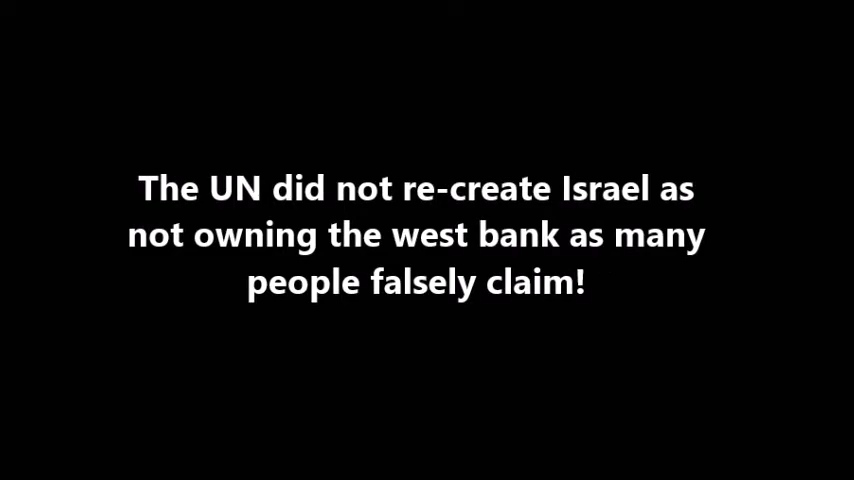 The UN did not re-create Israel as
not owning the west bank as many
people falsely claim!